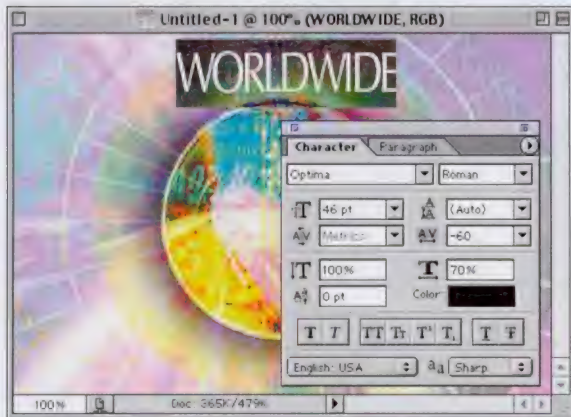 Untitled-1 @ 100% (WORLDWIDE, RGB)
WORLDWIDE
Character Paragraph
Optima Roman
46 pt (Auto)
Metrics -60
100% 70%
0 pt Color:
T T TT Tr T¹ T₁ T T
English: USA aa Sharp
100% Doc: 365K/479K